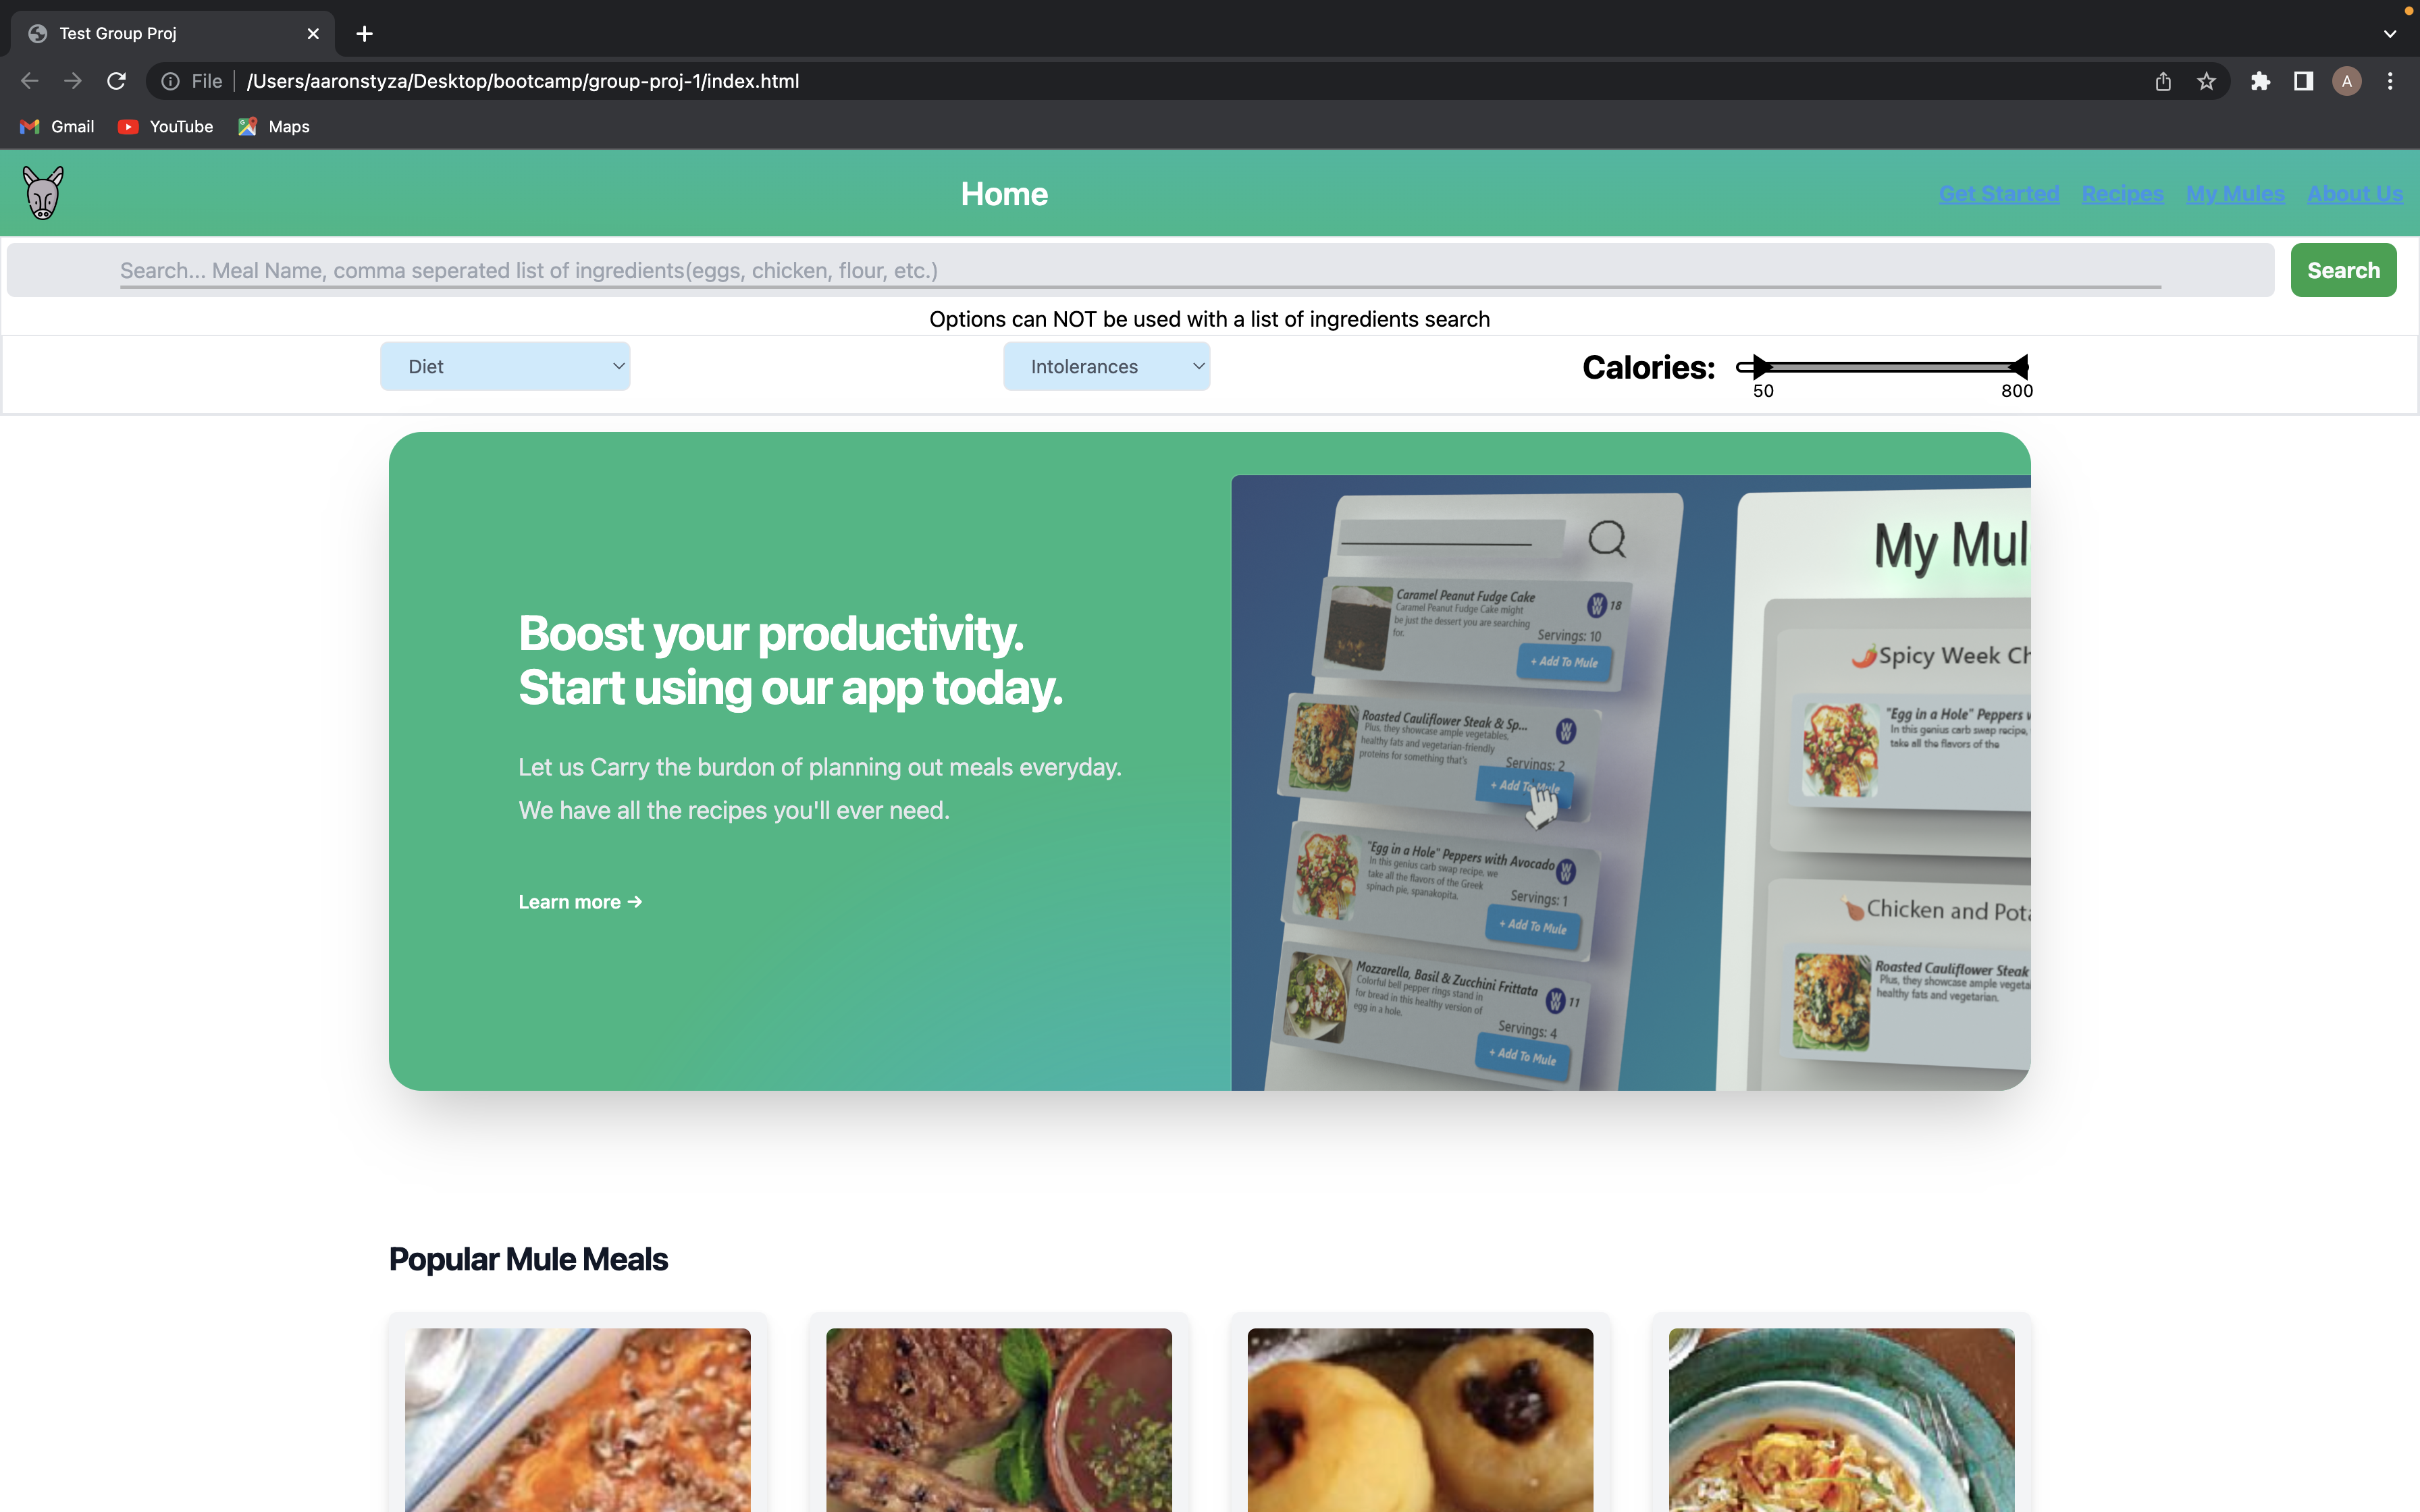 Test Group Proj
File /Users/aaronstyza/Desktop/bootcamp/group-proj-1/index.html
A
Gmail YouTube Maps
Home
Get Started Recipes My Mules About Us
Search... Meal Name, comma seperated list of ingredients(eggs, chicken, flour, etc.)
Search
Options can NOT be used with a list of ingredients search
Diet
Intolerances
Calories:
50 800
Boost your productivity.
Start using our app today.
Let us Carry the burdon of planning out meals everyday.
We have all the recipes you'll ever need.
Learn more →
Caramel Peanut Fudge Cake
Caramel Peanut Fudge Cake might
be just the dessert you are searching
for.
WW 18
Servings: 10
+ Add To Mule
Roasted Cauliflower Steak & Sp...
Plus, they showcase ample vegetables,
healthy fats and vegetarian-friendly
proteins for something that's
WW
Servings: 2
+ Add To Mule
"Egg in a Hole" Peppers with Avocado
In this genius carb swap recipe, we
take all the flavors of the Greek
spinach pie, spanakopita.
WW
Servings: 1
+ Add To Mule
Mozzarella, Basil & Zucchini Frittata
Colorful bell pepper rings stand in
for bread in this healthy version of
egg in a hole.
WW 11
Servings: 4
+ Add To Mule
My Mul
Spicy Week Ch
"Egg in a Hole" Peppers w
In this genius carb swap recipe,
take all the flavors of the
Chicken and Pota
Roasted Cauliflower Steak
Plus, they showcase ample vegeta
healthy fats and vegetarian.
Popular Mule Meals